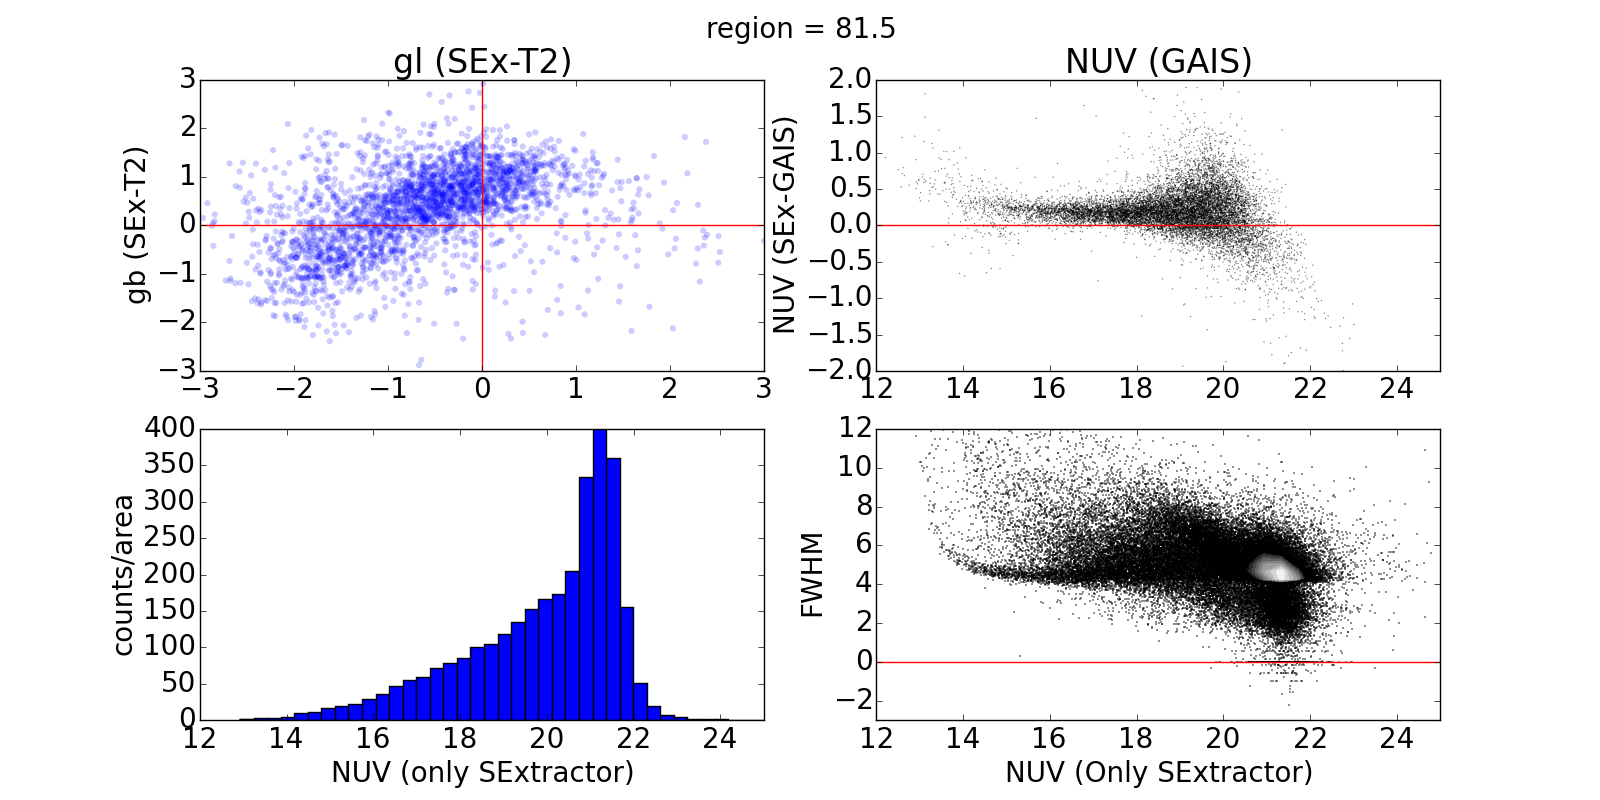 region = 81.5
gl (SEx-T2)
NUV (GAIS)
gb (SEx-T2)
3
2
1
0
−1
−2
−3
−3 −2 −1 0 1 2 3
NUV (SEx-GAIS)
2.0
1.5
1.0
0.5
0.0
−0.5
−1.0
−1.5
−2.0
12 14 16 18 20 22 24
counts/area
400
350
300
250
200
150
100
50
0
12 14 16 18 20 22 24
NUV (only SExtractor)
FWHM
12
10
8
6
4
2
0
−2
12 14 16 18 20 22 24
NUV (Only SExtractor)